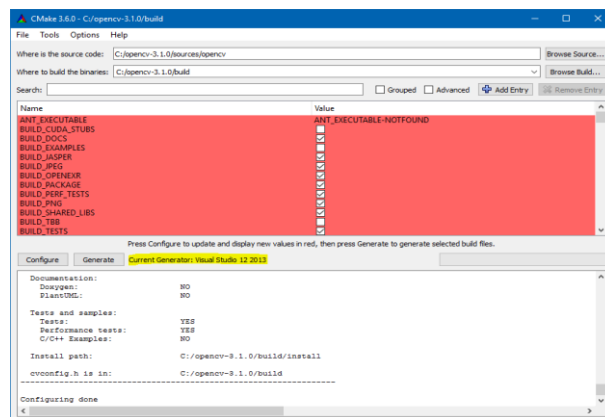 CMake 3.6.0 - C:/opencv-3.1.0/build
File Tools Options Help
Where is the source code: C:/opencv-3.1.0/sources/opencv Browse Source...
Where to build the binaries: C:/opencv-3.1.0/build Browse Build...
Search: Grouped Advanced Add Entry Remove Entry
Name Value
ANT_EXECUTABLE ANT_EXECUTABLE-NOTFOUND
BUILD_CUDA_STUBS
BUILD_DOCS
BUILD_EXAMPLES
BUILD_JASPER
BUILD_JPEG
BUILD_OPENEXR
BUILD_PACKAGE
BUILD_PERF_TESTS
BUILD_PNG
BUILD_SHARED_LIBS
BUILD_TBB
BUILD_TESTS
Press Configure to update and display new values in red, then press Generate to generate selected build files.
Configure Generate Current Generator: Visual Studio 12 2013
Documentation:
Doxygen: NO
PlantUML: NO
Tests and samples:
Tests: YES
Performance tests: YES
C/C++ Examples: NO
Install path: C:/opencv-3.1.0/build/install
cvconfig.h is in: C:/opencv-3.1.0/build
-----------------------------------------------------------------
Configuring done